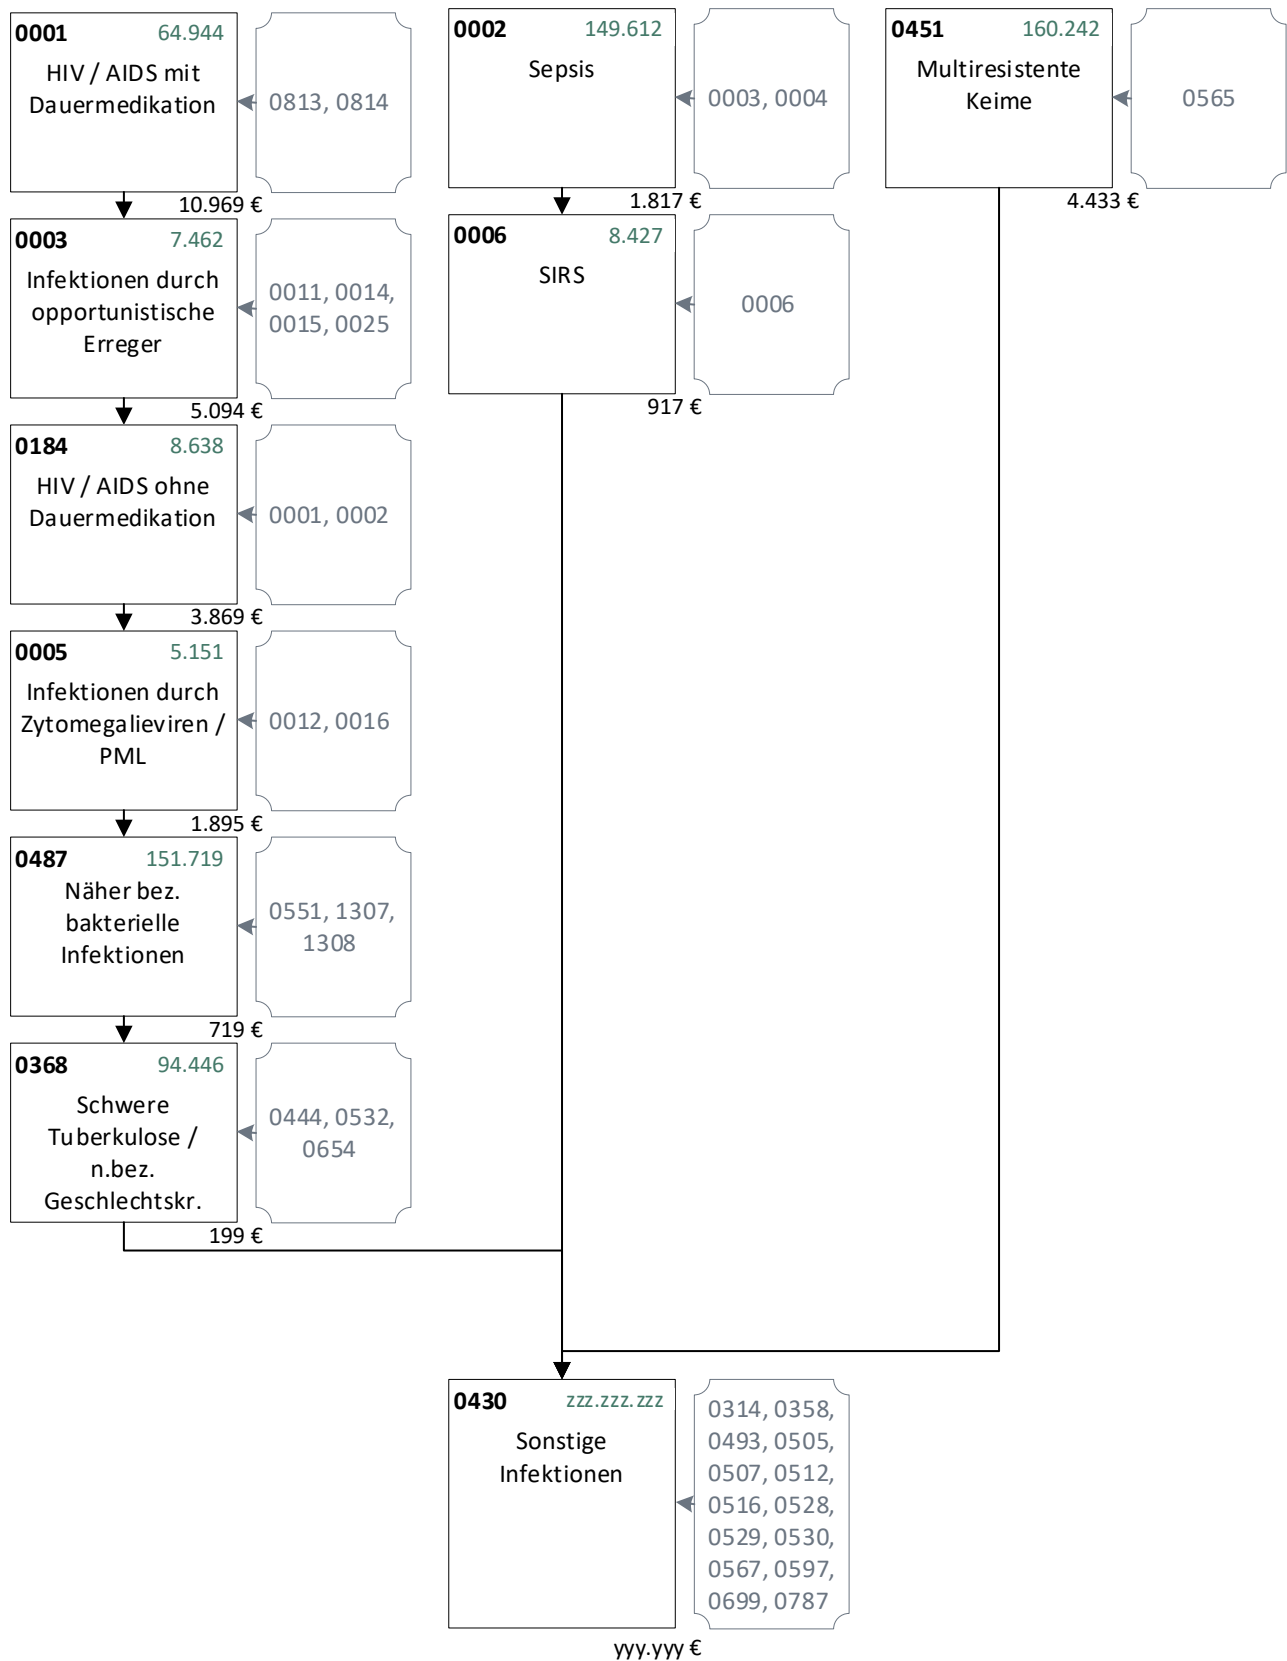 0001 64.944
HIV / AIDS mit
Dauermedikation
0813, 0814
10.969 €
0003 7.462
Infektionen durch
opportunistische
Erreger
0011, 0014,
0015, 0025
5.094 €
0184 8.638
HIV / AIDS ohne
Dauermedikation
0001, 0002
3.869 €
0005 5.151
Infektionen durch
Zytomegalieviren /
PML
0012, 0016
1.895 €
0487 151.719
Näher bez.
bakterielle
Infektionen
0551, 1307,
1308
719 €
0368 94.446
Schwere
Tuberkulose /
n.bez.
Geschlechtskr.
0444, 0532,
0654
199 €
0002 149.612
Sepsis
0003, 0004
1.817 €
0006 8.427
SIRS
0006
917 €
0451 160.242
Multiresistente
Keime
0565
4.433 €
0430 zzz.zzz.zzz
Sonstige
Infektionen
0314, 0358,
0493, 0505,
0507, 0512,
0516, 0528,
0529, 0530,
0567, 0597,
0699, 0787
yyy.yyy €